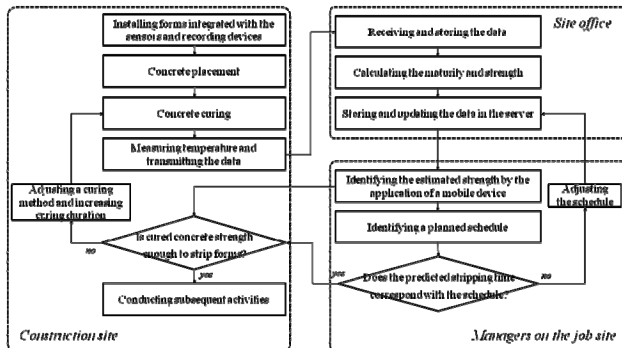 Installing forms integrated with the
sensors and recording devices
Concrete placement
Concrete curing
Measuring temperature and
transmitting the data
Adjusting a curing
method and increasing
curing duration
no
Is cured concrete strength
enough to strip forms?
yes
Conducting subsequent activities
Construction site
Receiving and storing the data
Site office
Calculating the maturity and strength
Storing and updating the data in the server
Identifying the estimated strength by the
application of a mobile device
Adjusting
the schedule
Identifying a planned schedule
yes
Does the predicted stripping time
correspond with the schedule?
no
Managers on the job site